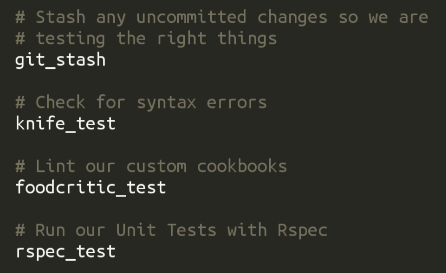 # Stash any uncommitted changes so we are
# testing the right things
git_stash
# Check for syntax errors
knife_test
# Lint our custom cookbooks
foodcritic_test
# Run our Unit Tests with Rspec
rspec_test